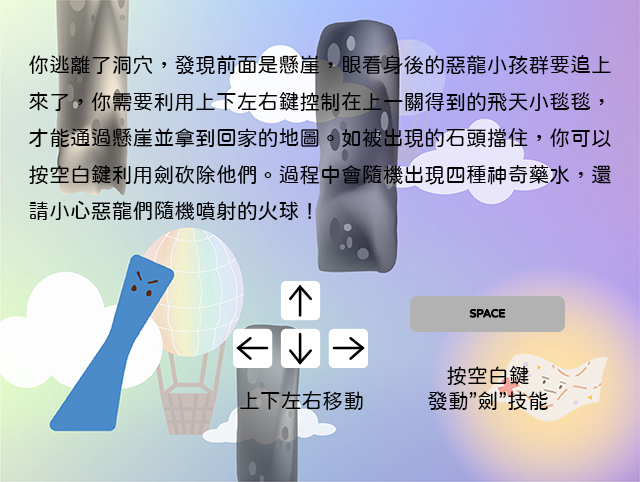 你逃離了洞穴，發現前面是懸崖，眼看身後的惡龍小孩群要追上
來了，你需要利用上下左右鍵控制在上一關得到的飛天小毯毯，
才能通過懸崖並拿到回家的地圖。如被出現的石頭擋住，你可以
按空白鍵利用劍砍除他們。過程中會隨機出現四種神奇藥水，還
請小心惡龍們隨機噴射的火球！
SPACE
按空白鍵
上下左右移動
發動”劍”技能